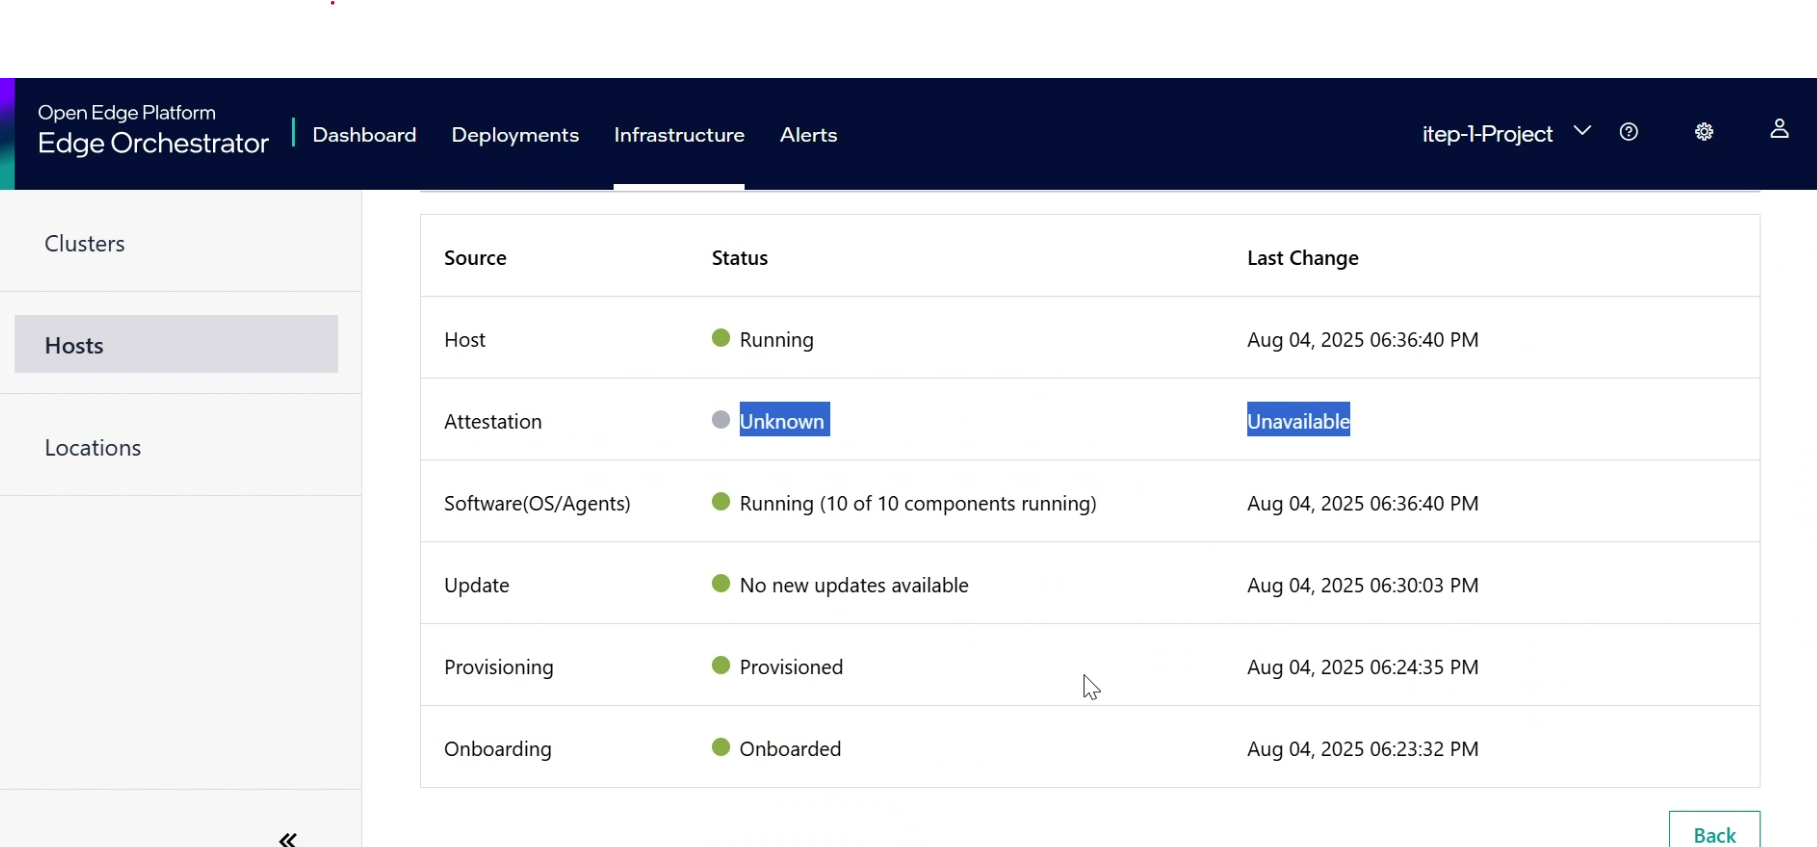 Open Edge Platform
Edge Orchestrator
Dashboard Deployments Infrastructure Alerts
itep-1-Project
Clusters
Hosts
Locations
Source Status Last Change
Host Running Aug 04, 2025 06:36:40 PM
Attestation Unknown Unavailable
Software(OS/Agents) Running (10 of 10 components running) Aug 04, 2025 06:36:40 PM
Update No new updates available Aug 04, 2025 06:30:03 PM
Provisioning Provisioned Aug 04, 2025 06:24:35 PM
Onboarding Onboarded Aug 04, 2025 06:23:32 PM
Back